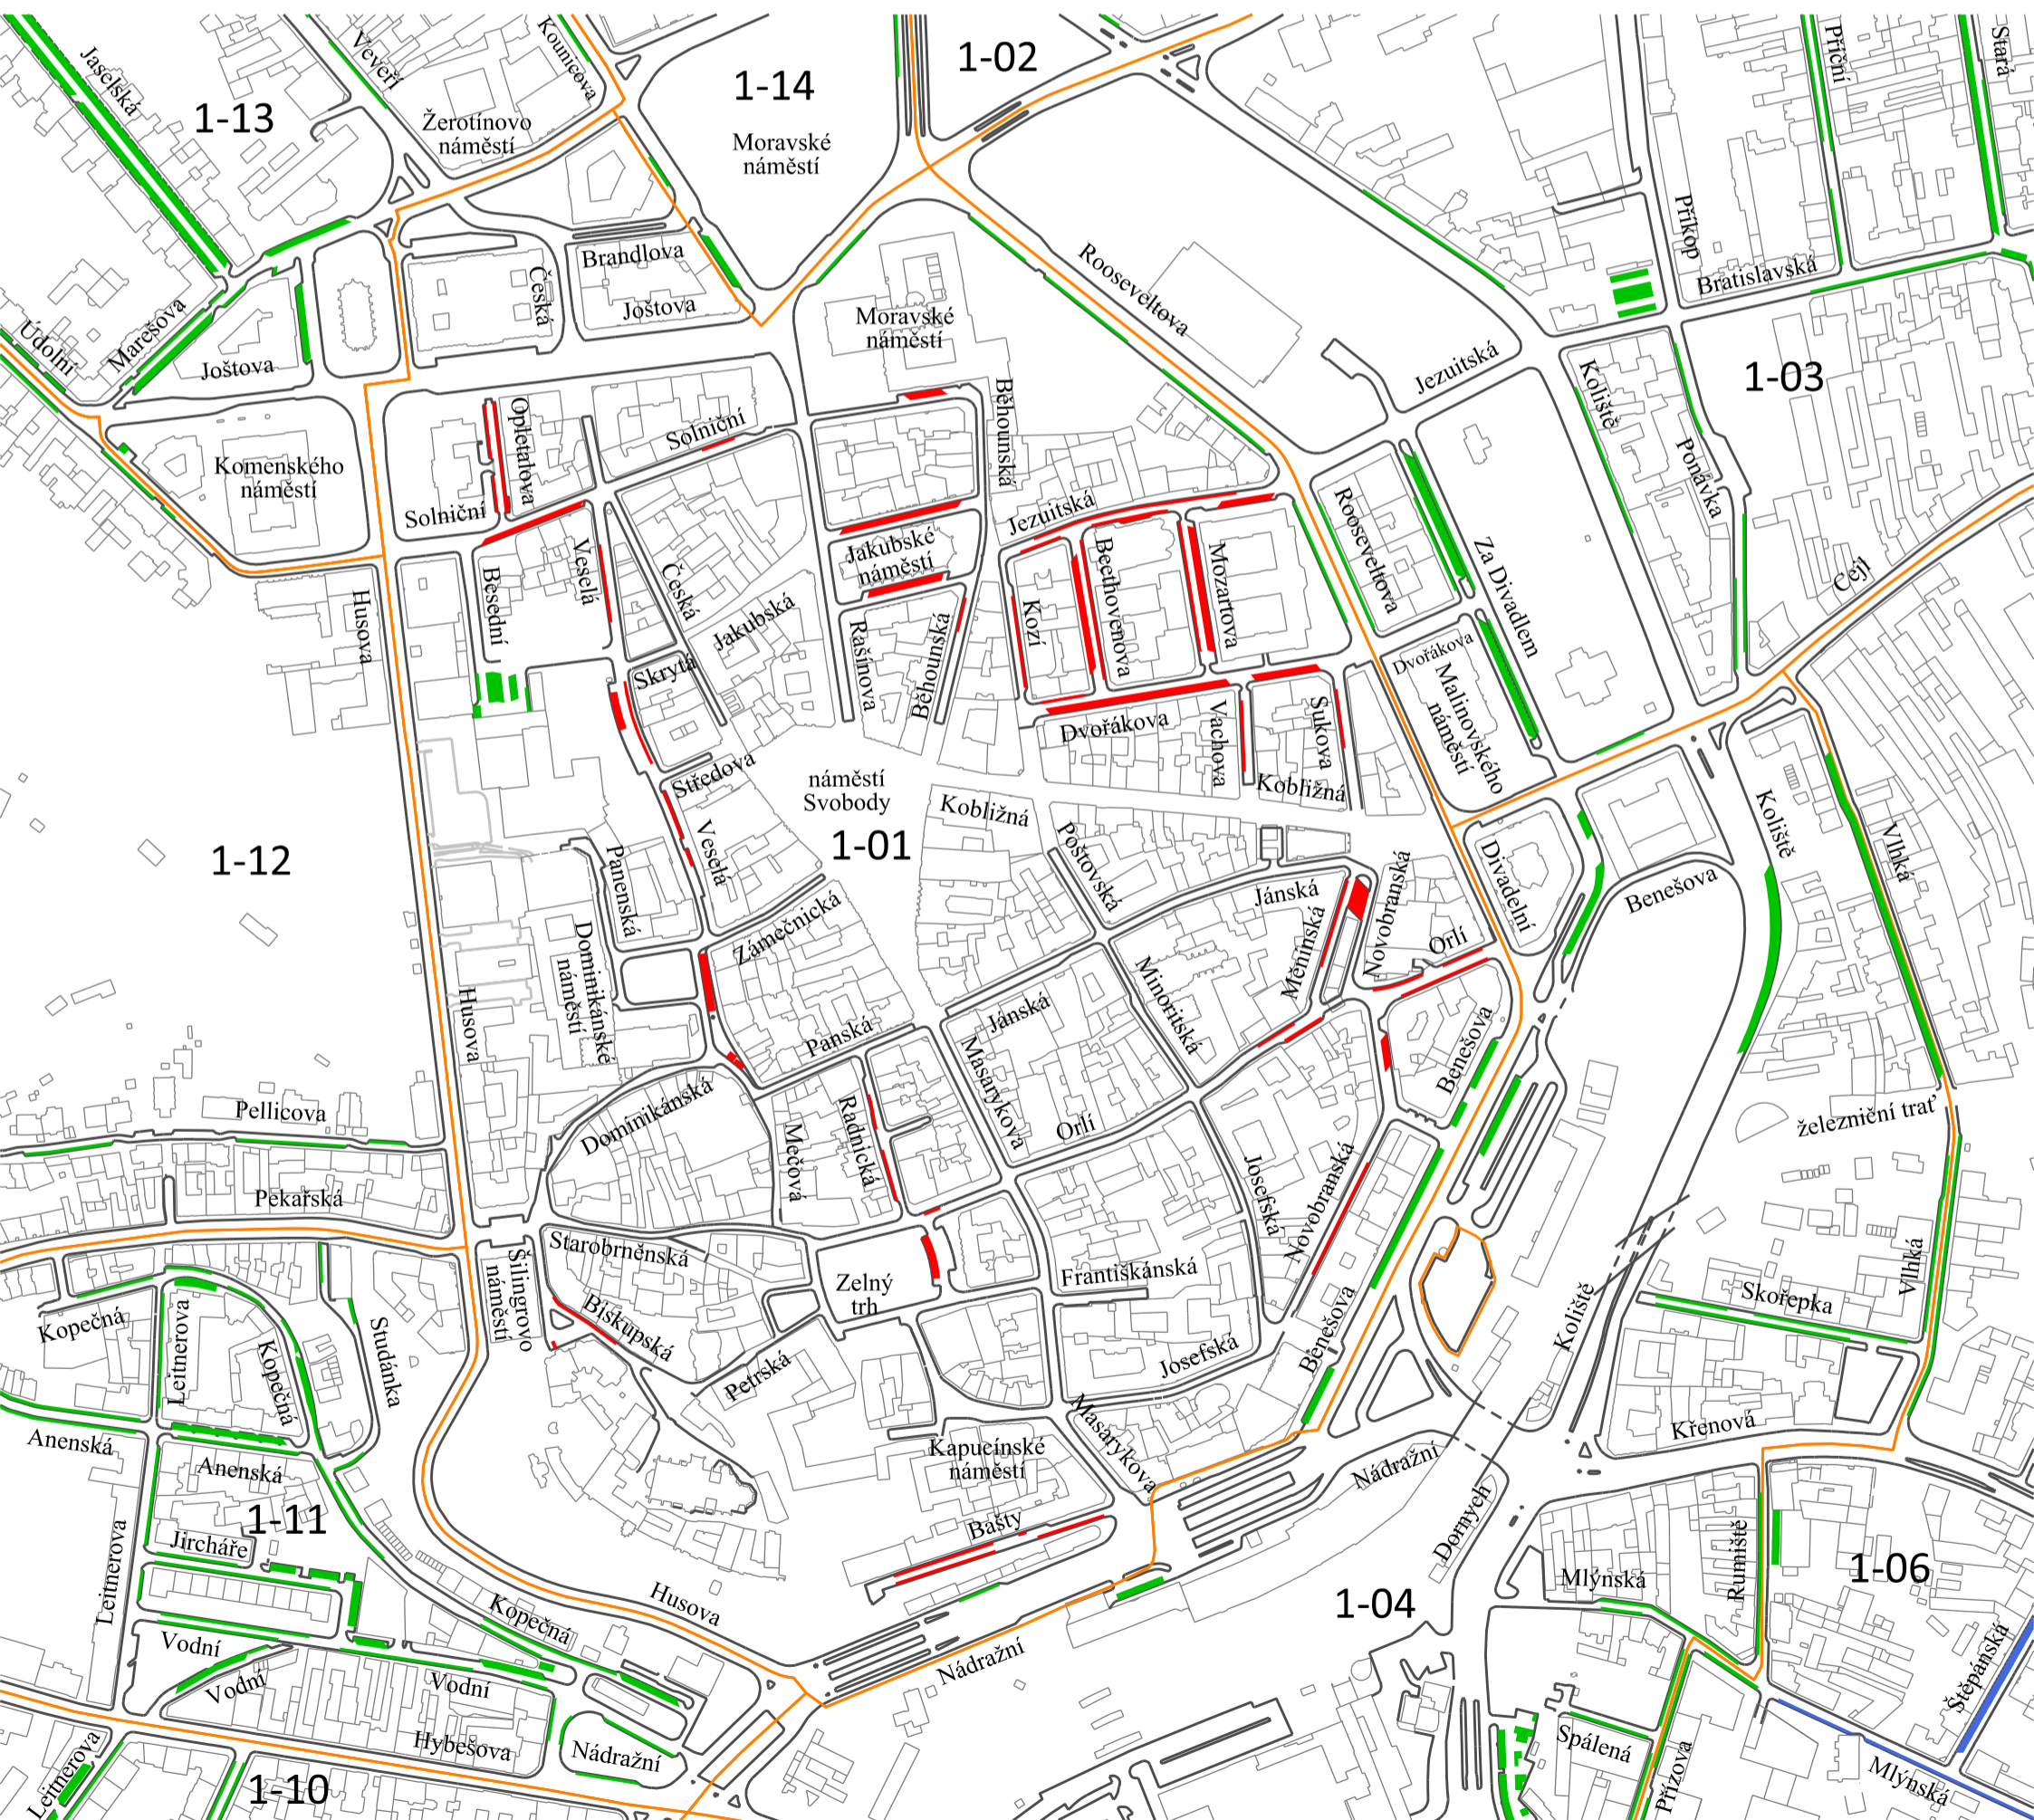 Jaselská
Veveří
Kounicova
1-02
1-14
1-13
Žerotínovo
náměstí
Moravské
náměstí
Příční
Stará
Příkop
Bratislavská
Brandlova
Česká
Joštova
Moravské
náměstí
Rooseveltova
Údolní
Marešova
Joštova
Jezuitská
Koliště
1-03
Ponávka
Opletalova
Solniční
Běhounská
Komenského
náměstí
Solniční
Jezuitská
Jakubské
náměstí
Rooseveltova
Za Divadlem
Cejl
Husova
Besední
Veselá
Česká
Jakubská
Rašínova
Běhounská
Kozí
Beethovenova
Mozartova
Dvořákova
Malinovského
náměstí
Skrytá
Dvořákova
Vachova
Sukova
Středova
náměstí
Svobody
Kobližná
Kobližná
1-01
1-12
Veselá
Panenská
Poštovská
Koliště
Vlhká
Divadelní
Benešova
Jánská
Novobranská
Měnínská
Orlí
Zámečnická
Dominikánské
náměstí
Husova
Minoritská
Jánská
Panská
Masarykova
Benešova
Pellicova
Dominikánská
Mečova
Radnická
Orlí
železniční trať
Pekařská
Josefská
Novobranská
Starobrněnská
Šilingrovo
náměstí
Zelný
trh
Františkánská
Biskupská
Petrská
Josefská
Benešova
Koliště
Skořepka
Vlhká
Kopečná
Leitnerova
Kopečná
Studánka
Masarykova
Křenová
Anenská
Anenská
Kapucínské
náměstí
Nádražní
Dornych
1-11
Jircháře
Leitnerova
Bašty
Mlýnská
Rumiště
1-06
1-04
Husova
Kopečná
Vodní
Vodní
Vodní
Nádražní
Štěpánská
Hybešova
Nádražní
Leitnerova
1-10
Spálená
Přízova
Mlýnská